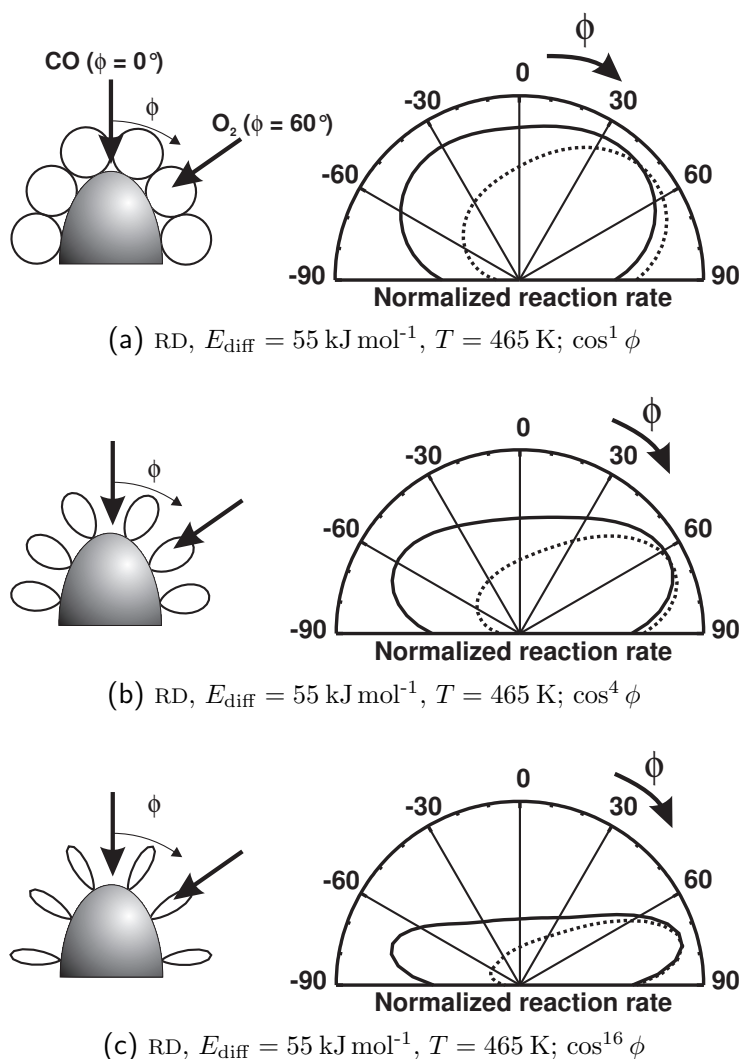 CO (ϕ = 0°)
ϕ
O₂ (ϕ = 60°)
ϕ
0
-30
30
-60
60
-90
90
Normalized reaction rate
(a) RD, E_diff = 55 kJ mol⁻¹, T = 465 K; cos¹ ϕ
ϕ
ϕ
0
-30
30
-60
60
-90
90
Normalized reaction rate
(b) RD, E_diff = 55 kJ mol⁻¹, T = 465 K; cos⁴ ϕ
ϕ
ϕ
0
-30
30
-60
60
-90
90
Normalized reaction rate
(c) RD, E_diff = 55 kJ mol⁻¹, T = 465 K; cos¹⁶ ϕ